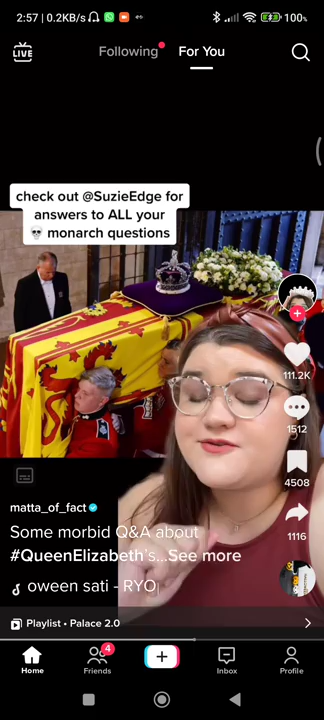 2:57 | 0.2KB/s
100%
LIVE
Following
For You
check out @SuzieEdge for
answers to ALL your
💀 monarch questions
111.2K
1512
4508
1116
matta_of_fact
Some morbid Q&A about
#QueenElizabeth's...See more
oween sati - RYO
Playlist • Palace 2.0
4
Home
Friends
Inbox
Profile